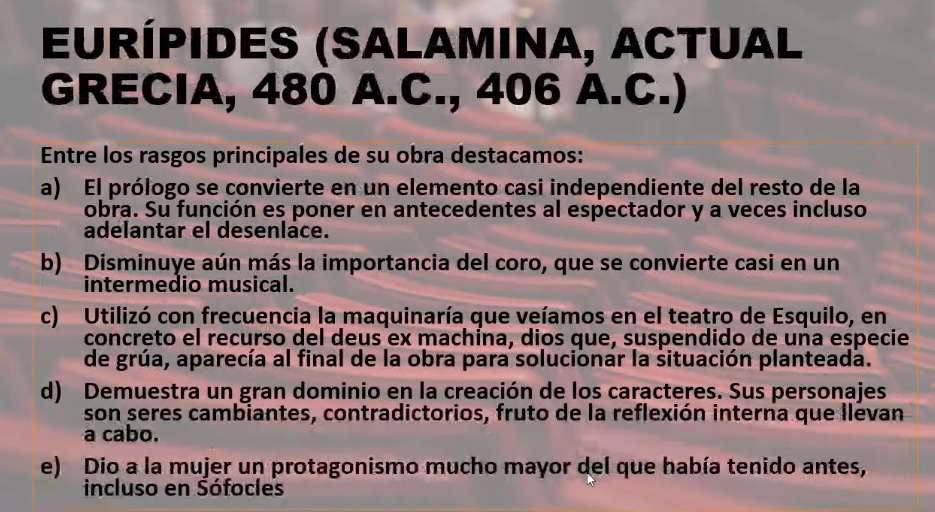 EURÍPIDES (SALAMINA, ACTUAL
GRECIA, 480 A.C., 406 A.C.)
Entre los rasgos principales de su obra destacamos:
a) El prólogo se convierte en un elemento casi independiente del resto de la
obra. Su función es poner en antecedentes al espectador y a veces incluso
adelantar el desenlace.
b) Disminuye aún más la importancia del coro, que se convierte casi en un
intermedio musical.
c) Utilizó con frecuencia la maquinaría que veíamos en el teatro de Esquilo, en
concreto el recurso del deus ex machina, dios que, suspendido de una especie
de grúa, aparecía al final de la obra para solucionar la situación planteada.
d) Demuestra un gran dominio en la creación de los caracteres. Sus personajes
son seres cambiantes, contradictorios, fruto de la reflexión interna que llevan
a cabo.
e) Dio a la mujer un protagonismo mucho mayor del que había tenido antes,
incluso en Sófocles